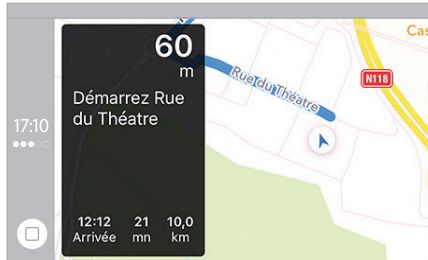 60
m
Démarrez Rue
du Théatre
17:10
12:12 21 10,0
Arrivée mn km
Rue du Théatre
N118
Cas